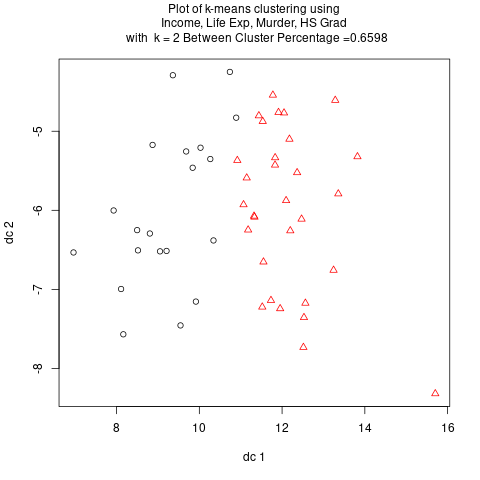 Plot of k-means clustering using
Income, Life Exp, Murder, HS Grad
with k = 2 Between Cluster Percentage =0.6598
-5
-6
-7
-8
dc 2
8 10 12 14 16
dc 1